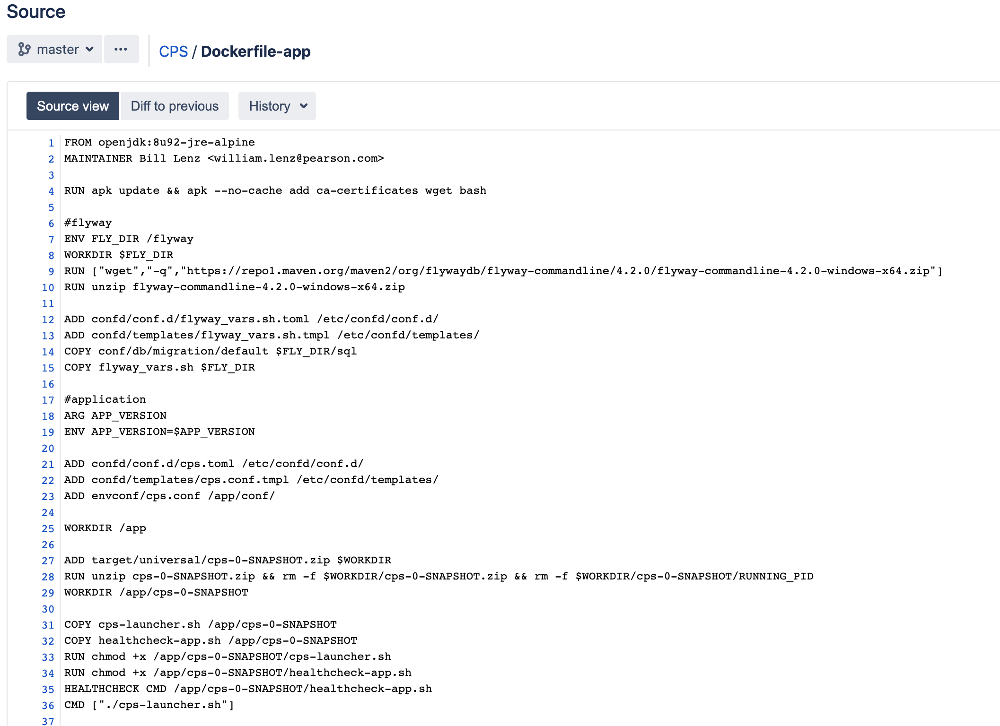 Source
master
CPS / Dockerfile-app
Source view Diff to previous History
1 FROM openjdk:8u92-jre-alpine
2 MAINTAINER Bill Lenz <william.lenz@pearson.com>
3
4 RUN apk update && apk --no-cache add ca-certificates wget bash
5
6 #flyway
7 ENV FLY_DIR /flyway
8 WORKDIR $FLY_DIR
9 RUN ["wget","-q","https://repo1.maven.org/maven2/org/flywaydb/flyway-commandline/4.2.0/flyway-commandline-4.2.0-windows-x64.zip"]
10 RUN unzip flyway-commandline-4.2.0-windows-x64.zip
11
12 ADD confd/conf.d/flyway_vars.sh.toml /etc/confd/conf.d/
13 ADD confd/templates/flyway_vars.sh.tmpl /etc/confd/templates/
14 COPY conf/db/migration/default $FLY_DIR/sql
15 COPY flyway_vars.sh $FLY_DIR
16
17 #application
18 ARG APP_VERSION
19 ENV APP_VERSION=$APP_VERSION
20
21 ADD confd/conf.d/cps.toml /etc/confd/conf.d/
22 ADD confd/templates/cps.conf.tmpl /etc/confd/templates/
23 ADD envconf/cps.conf /app/conf/
24
25 WORKDIR /app
26
27 ADD target/universal/cps-0-SNAPSHOT.zip $WORKDIR
28 RUN unzip cps-0-SNAPSHOT.zip && rm -f $WORKDIR/cps-0-SNAPSHOT.zip && rm -f $WORKDIR/cps-0-SNAPSHOT/RUNNING_PID
29 WORKDIR /app/cps-0-SNAPSHOT
30
31 COPY cps-launcher.sh /app/cps-0-SNAPSHOT
32 COPY healthcheck-app.sh /app/cps-0-SNAPSHOT
33 RUN chmod +x /app/cps-0-SNAPSHOT/cps-launcher.sh
34 RUN chmod +x /app/cps-0-SNAPSHOT/healthcheck-app.sh
35 HEALTHCHECK CMD /app/cps-0-SNAPSHOT/healthcheck-app.sh
36 CMD ["./cps-launcher.sh"]
37